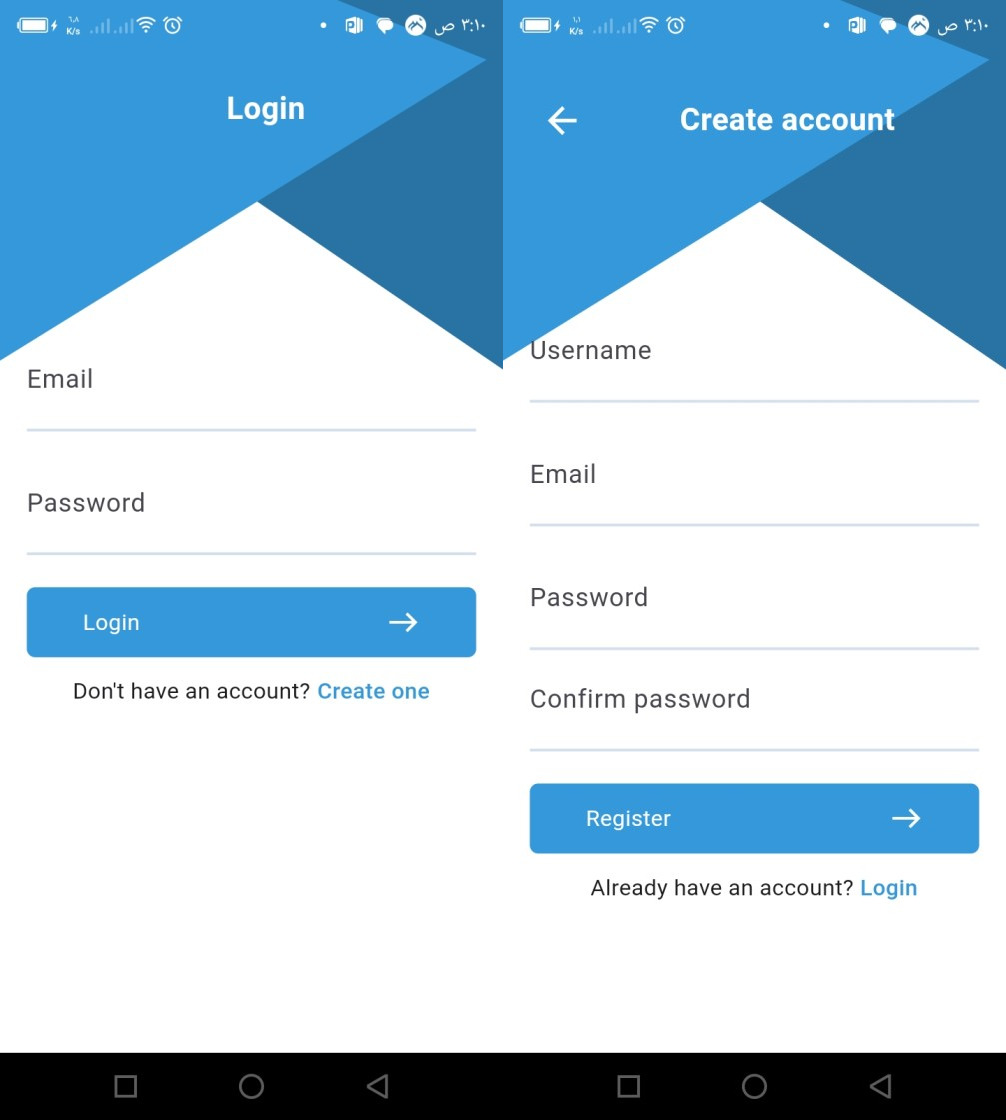 ٦،٨ K/s ٣:١٠ ص
Login
Email
Password
Login
Don't have an account? Create one
١،١ K/s ٣:١٠ ص
Create account
Username
Email
Password
Confirm password
Register
Already have an account? Login